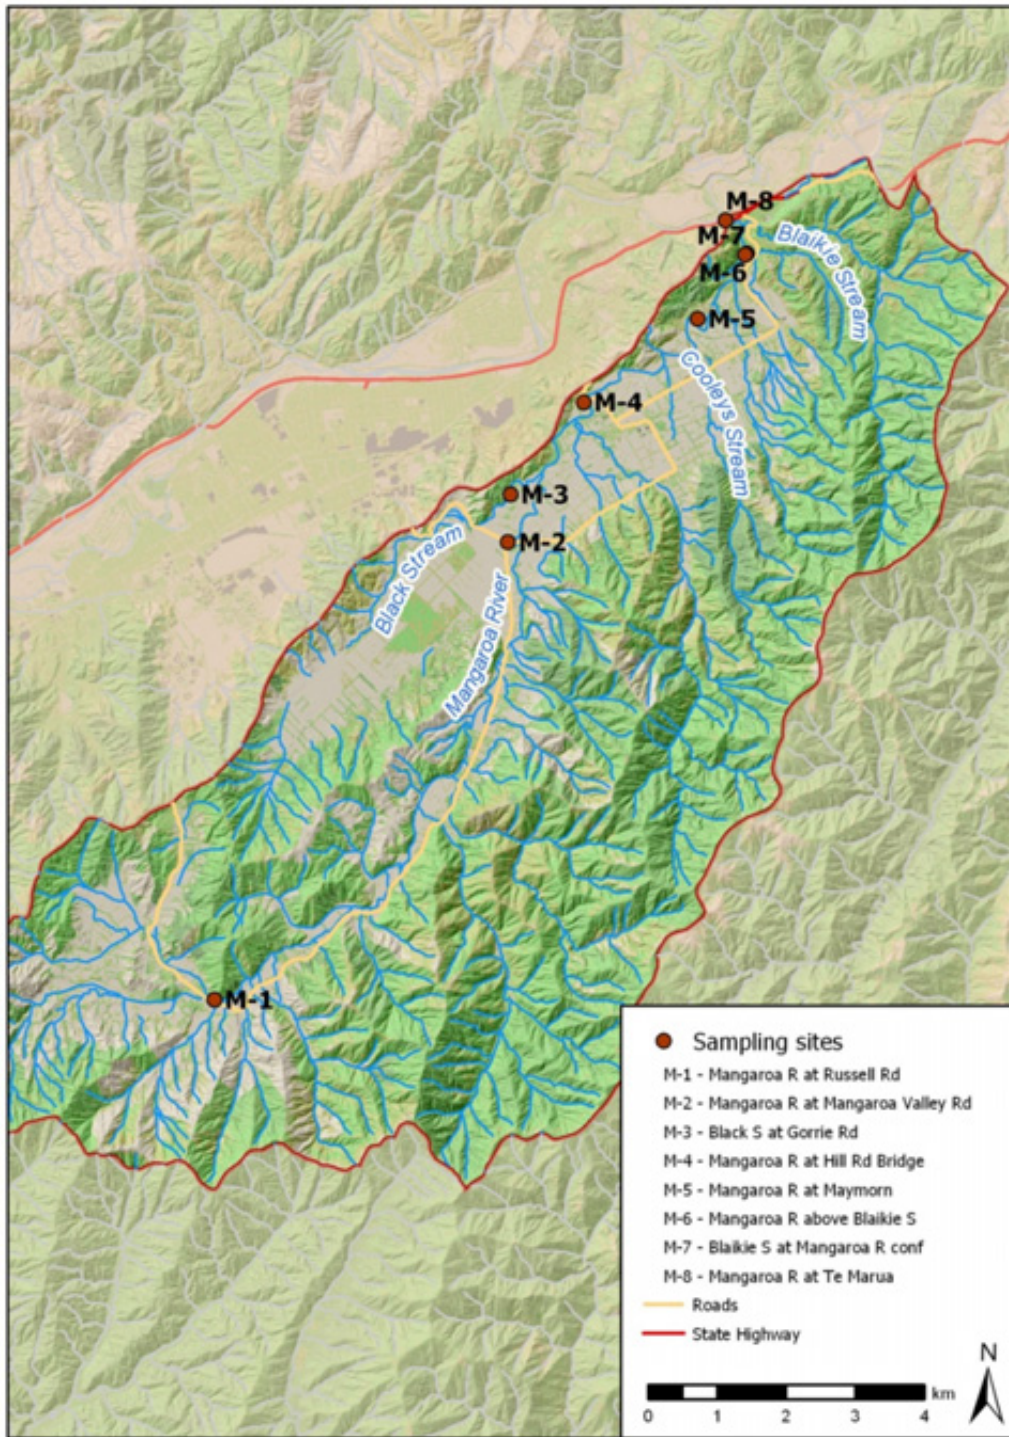 M-8
M-7
Blaikie Stream
M-6
M-5
Cooleys Stream
M-4
M-3
M-2
Black Stream
Mangaroa River
M-1
Sampling sites
M-1 - Mangaroa R at Russell Rd
M-2 - Mangaroa R at Mangaroa Valley Rd
M-3 - Black S at Gorrie Rd
M-4 - Mangaroa R at Hill Rd Bridge
M-5 - Mangaroa R at Maymorn
M-6 - Mangaroa R above Blaikie S
M-7 - Blaikie S at Mangaroa R conf
M-8 - Mangaroa R at Te Marua
Roads
State Highway
N
km
0 1 2 3 4